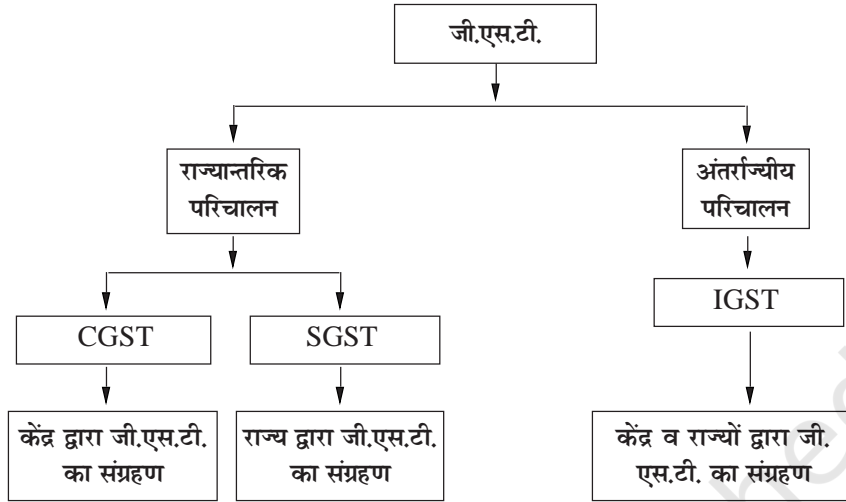 जी.एस.टी.
राज्यान्तरिक
परिचालन
अंतर्राज्यीय
परिचालन
CGST
SGST
IGST
केंद्र द्वारा जी.एस.टी.
का संग्रहण
राज्य द्वारा जी.एस.टी.
का संग्रहण
केंद्र व राज्यों द्वारा जी.
एस.टी. का संग्रहण